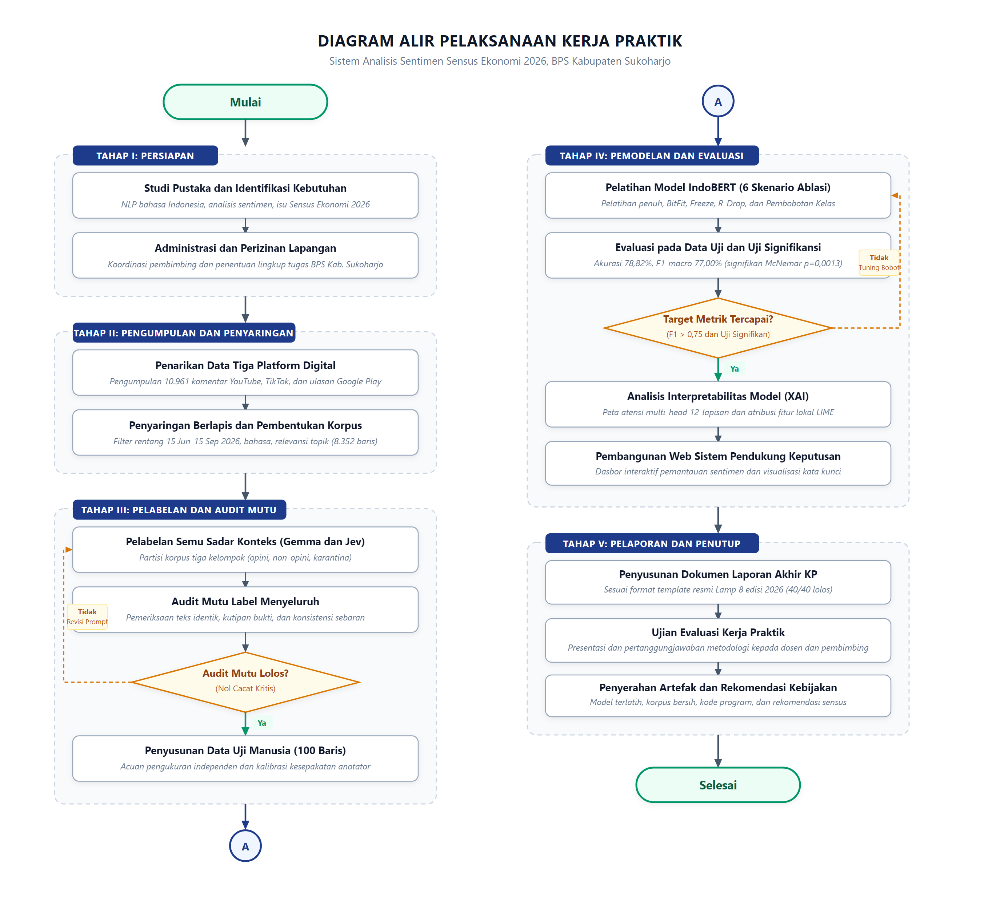 DIAGRAM ALIR PELAKSANAAN KERJA PRAKTIK
Sistem Analisis Sentimen Sensus Ekonomi 2026, BPS Kabupaten Sukoharjo
Mulai
TAHAP I: PERSIAPAN
Studi Pustaka dan Identifikasi Kebutuhan
NLP bahasa Indonesia, analisis sentimen, isu Sensus Ekonomi 2026
Administrasi dan Perizinan Lapangan
Koordinasi pembimbing dan penentuan lingkup tugas BPS Kab. Sukoharjo
TAHAP II: PENGUMPULAN DAN PENYARINGAN
Penarikan Data Tiga Platform Digital
Pengumpulan 10.961 komentar YouTube, TikTok, dan ulasan Google Play
Penyaringan Berlapis dan Pembentukan Korpus
Filter rentang 15 Jun-15 Sep 2026, bahasa, relevansi topik (8.352 baris)
TAHAP III: PELABELAN DAN AUDIT MUTU
Pelabelan Semu Sadar Konteks (Gemma dan Jev)
Partisi korpus tiga kelompok (opini, non-opini, karantina)
Audit Mutu Label Menyeluruh
Pemeriksaan teks identik, kutipan bukti, dan konsistensi sebaran
Tidak
Revisi Prompt
Audit Mutu Lolos?
(Nol Cacat Kritis)
Ya
Penyusunan Data Uji Manusia (100 Baris)
Acuan pengukuran independen dan kalibrasi kesepakatan anotator
A
A
TAHAP IV: PEMODELAN DAN EVALUASI
Pelatihan Model IndoBERT (6 Skenario Ablasi)
Pelatihan penuh, BitFit, Freeze, R-Drop, dan Pembobotan Kelas
Evaluasi pada Data Uji dan Uji Signifikansi
Akurasi 78,82%, F1-macro 77,00% (signifikan McNemar p=0,0013)
Tidak
Tuning Bobot
Target Metrik Tercapai?
(F1 > 0,75 dan Uji Signifikan)
Ya
Analisis Interpretabilitas Model (XAI)
Peta atensi multi-head 12-lapisan dan atribusi fitur lokal LIME
Pembangunan Web Sistem Pendukung Keputusan
Dasbor interaktif pemantauan sentimen dan visualisasi kata kunci
TAHAP V: PELAPORAN DAN PENUTUP
Penyusunan Dokumen Laporan Akhir KP
Sesuai format template resmi Lamp 8 edisi 2026 (40/40 lolos)
Ujian Evaluasi Kerja Praktik
Presentasi dan pertanggungjawaban metodologi kepada dosen dan pembimbing
Penyerahan Artefak dan Rekomendasi Kebijakan
Model terlatih, korpus bersih, kode program, dan rekomendasi sensus
Selesai